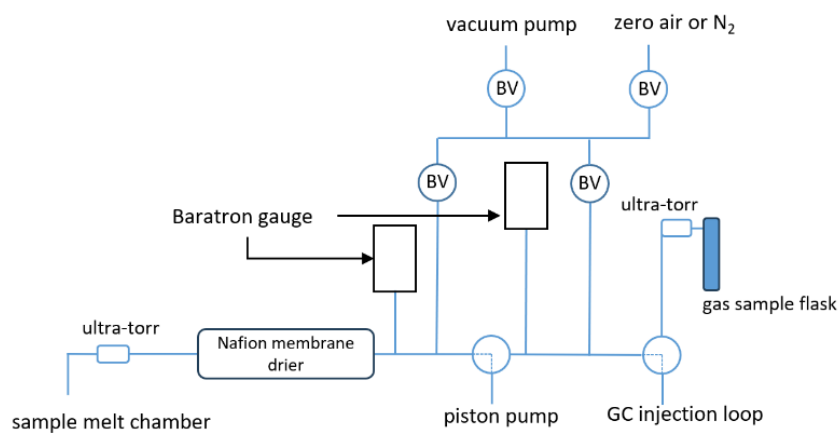 vacuum pump
zero air or N₂
BV
BV
BV
BV
ultra-torr
Baratron gauge
gas sample flask
ultra-torr
Nafion membrane
drier
sample melt chamber
piston pump
GC injection loop